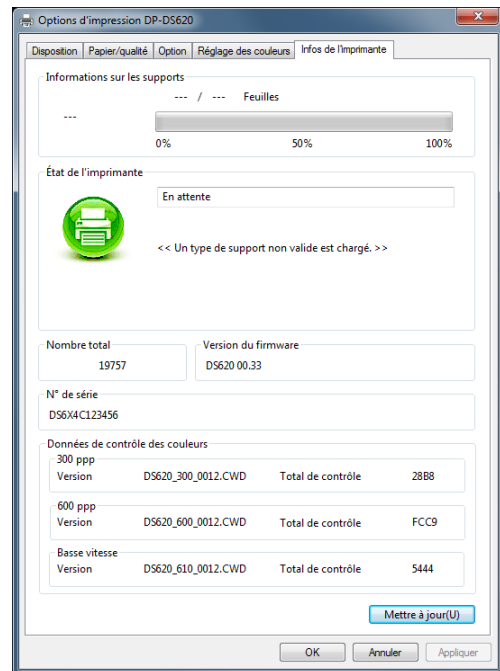 Options d'impression DP-DS620
Disposition Papier/qualité Option Réglage des couleurs Infos de l'imprimante
Informations sur les supports
--- / --- Feuilles
---
0% 50% 100%
État de l'imprimante
En attente
<< Un type de support non valide est chargé. >>
Nombre total Version du firmware
19757 DS620 00.33
N° de série
DS6X4C123456
Données de contrôle des couleurs
300 ppp
Version DS620_300_0012.CWD Total de contrôle 28B8
600 ppp
Version DS620_600_0012.CWD Total de contrôle FCC9
Basse vitesse
Version DS620_610_0012.CWD Total de contrôle 5444
Mettre à jour(U)
OK Annuler Appliquer